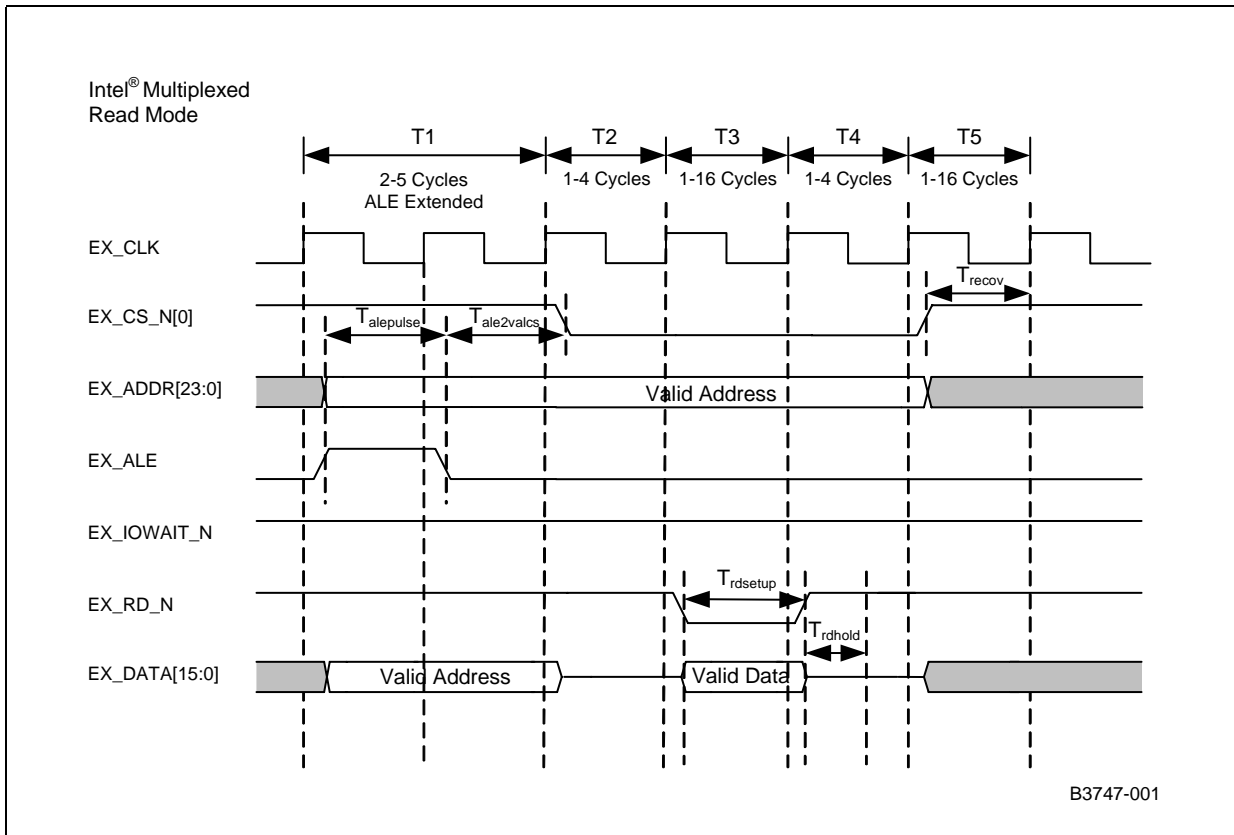 Intel® Multiplexed
Read Mode
T1 T2 T3 T4 T5
2-5 Cycles 1-4 Cycles 1-16 Cycles 1-4 Cycles 1-16 Cycles
ALE Extended
EX_CLK
Trecov
EX_CS_N[0]
Talepulse Tale2valcs
EX_ADDR[23:0] Valid Address
EX_ALE
EX_IOWAIT_N
Trdsetup
EX_RD_N
Trdhold
EX_DATA[15:0] Valid Address Valid Data
B3747-001